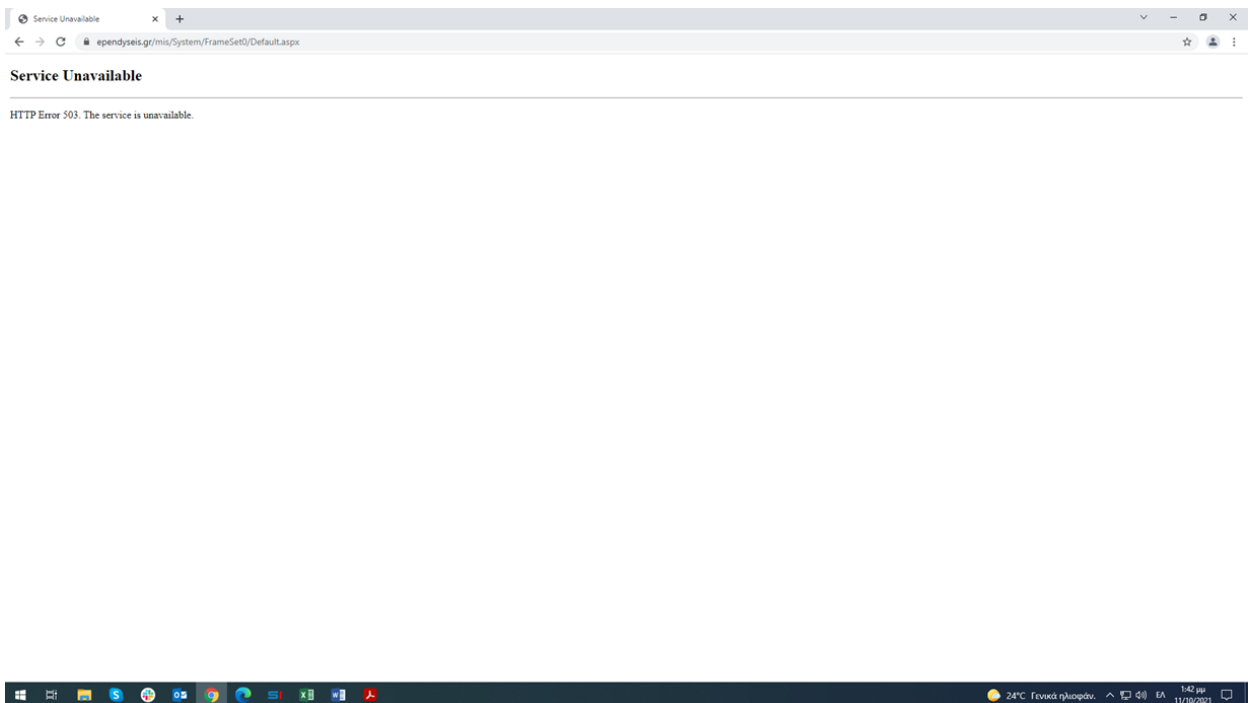 Service Unavailable
ependyseis.gr/mis/System/FrameSet0/Default.aspx
Service Unavailable
HTTP Error 503. The service is unavailable.
24°C Γενικά ηλιοφάν. ΕΛ 1:42 μμ
11/10/2021